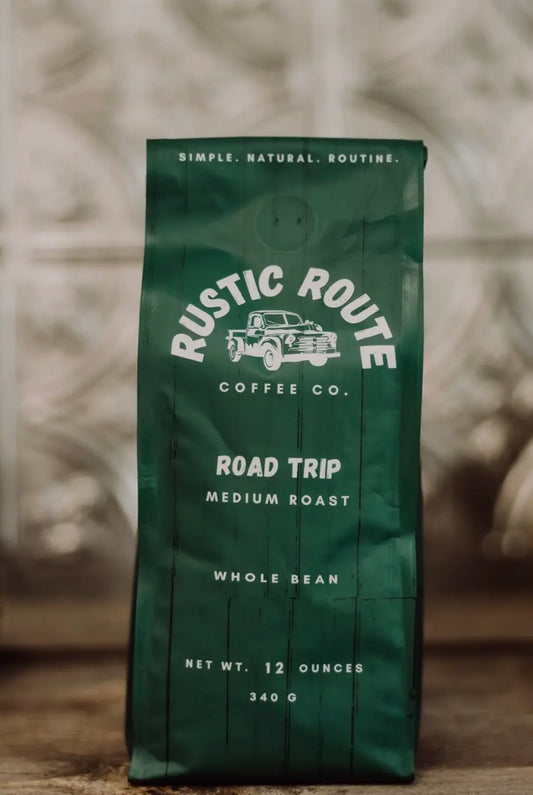 SIMPLE. NATURAL. ROUTINE.
RUSTIC ROUTE
COFFEE CO.
ROAD TRIP
MEDIUM ROAST
WHOLE BEAN
NET WT. 12 OUNCES
340 G